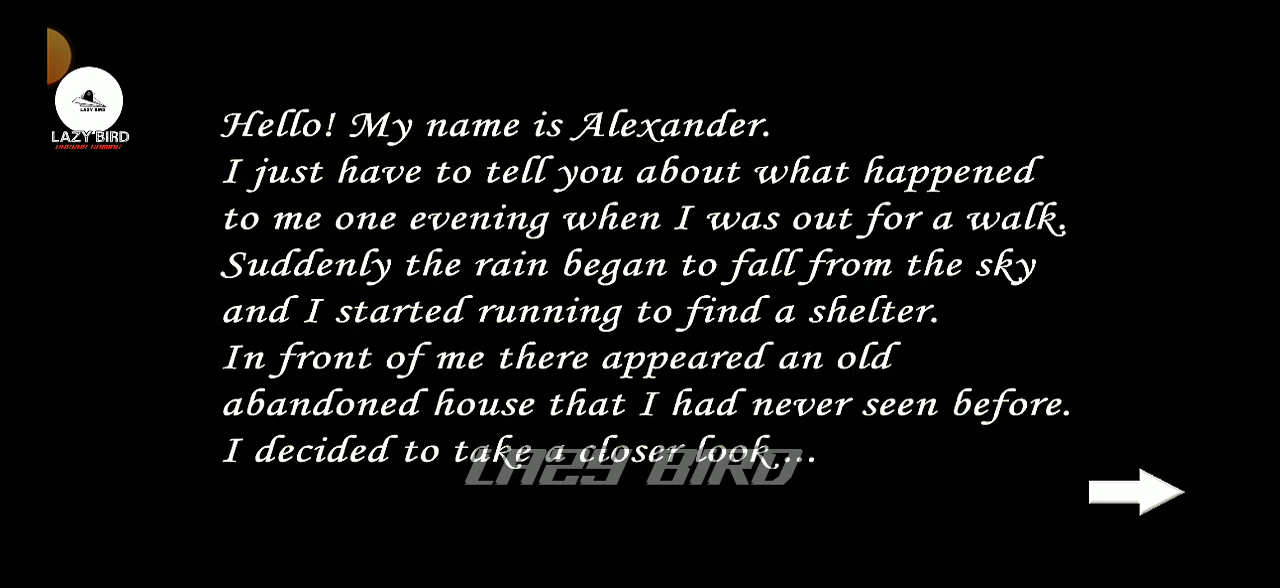 LAZY BIRD
LAZY BIRD
Hello! My name is Alexander.
I just have to tell you about what happened
to me one evening when I was out for a walk.
Suddenly the rain began to fall from the sky
and I started running to find a shelter.
In front of me there appeared an old
abandoned house that I had never seen before.
I decided to take a closer look...
LAZY BIRD